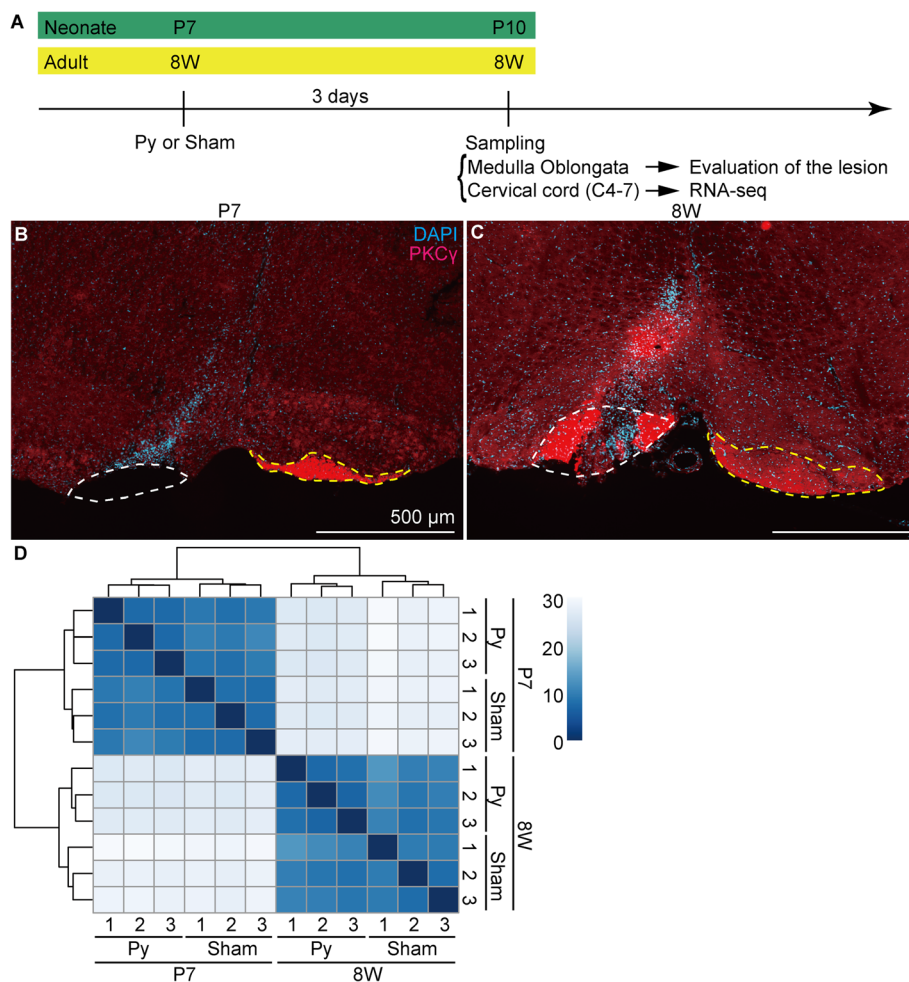 A
Neonate P7 P10
Adult 8W 8W
3 days
Py or Sham
Sampling
Medulla Oblongata Evaluation of the lesion
Cervical cord (C4-7) RNA-seq
P7 8W
B DAPI
PKCγ
C
500 μm
D
1
2
3
Py
1
2
3
Sham
P7
1
2
3
Py
1
2
3
Sham
8W
30
20
10
0
1 2 3 1 2 3 1 2 3 1 2 3
Py Sham Py Sham
P7 8W